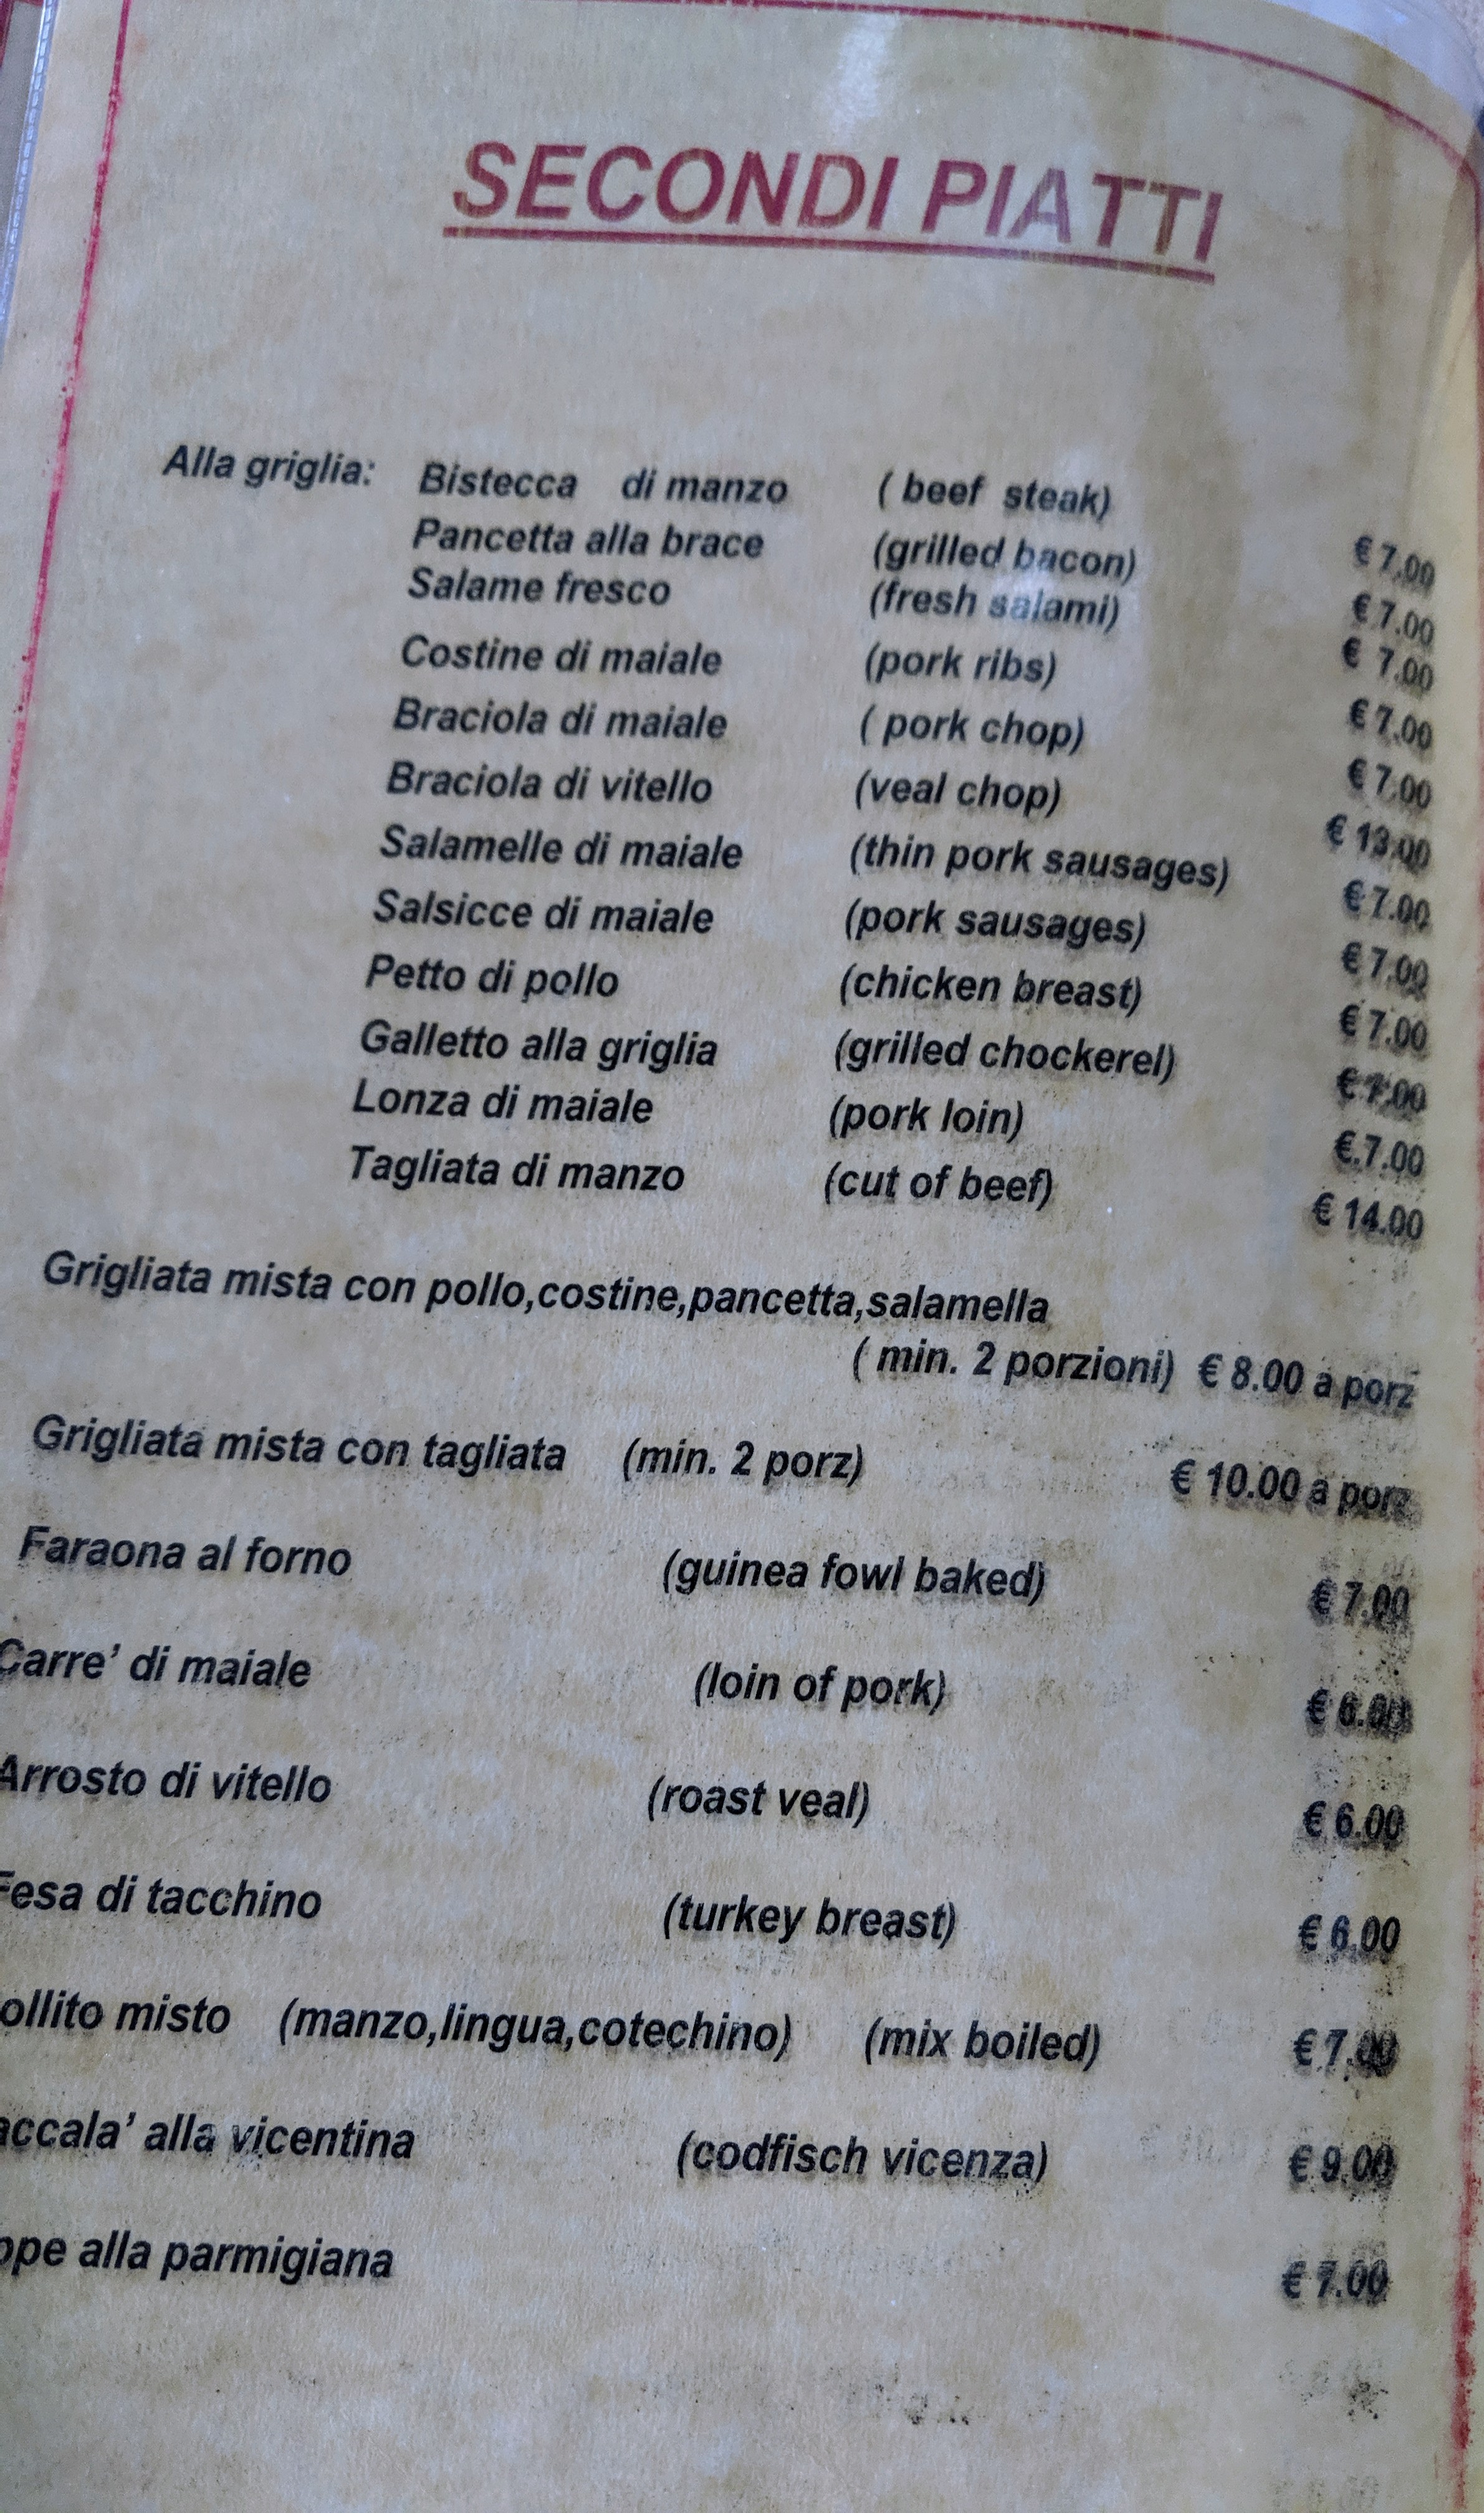 SECONDI PIATTI
Alla griglia: Bistecca di manzo ( beef steak) € 7.00
Pancetta alla brace (grilled bacon) € 7.00
Salame fresco (fresh salami) € 7.00
Costine di maiale (pork ribs) € 7.00
Braciola di maiale ( pork chop) € 7.00
Braciola di vitello (veal chop) € 13.00
Salamelle di maiale (thin pork sausages) € 7.00
Salsicce di maiale (pork sausages) € 7.00
Petto di pollo (chicken breast) € 7.00
Galletto alla griglia (grilled chockerel) € 7.00
Lonza di maiale (pork loin) €.7.00
Tagliata di manzo (cut of beef) € 14.00
Grigliata mista con pollo,costine,pancetta,salamella
( min. 2 porzioni) € 8.00 a porz
Grigliata mista con tagliata (min. 2 porz) € 10.00 a porz
Faraona al forno (guinea fowl baked) € 7.00
Carre' di maiale (loin of pork) € 6.00
Arrosto di vitello (roast veal) € 6.00
Fesa di tacchino (turkey breast) € 6.00
ollito misto (manzo,lingua,cotechino) (mix boiled) € 7.00
accala' alla vicentina (codfisch vicenza) € 9.00
ppe alla parmigiana € 7.00